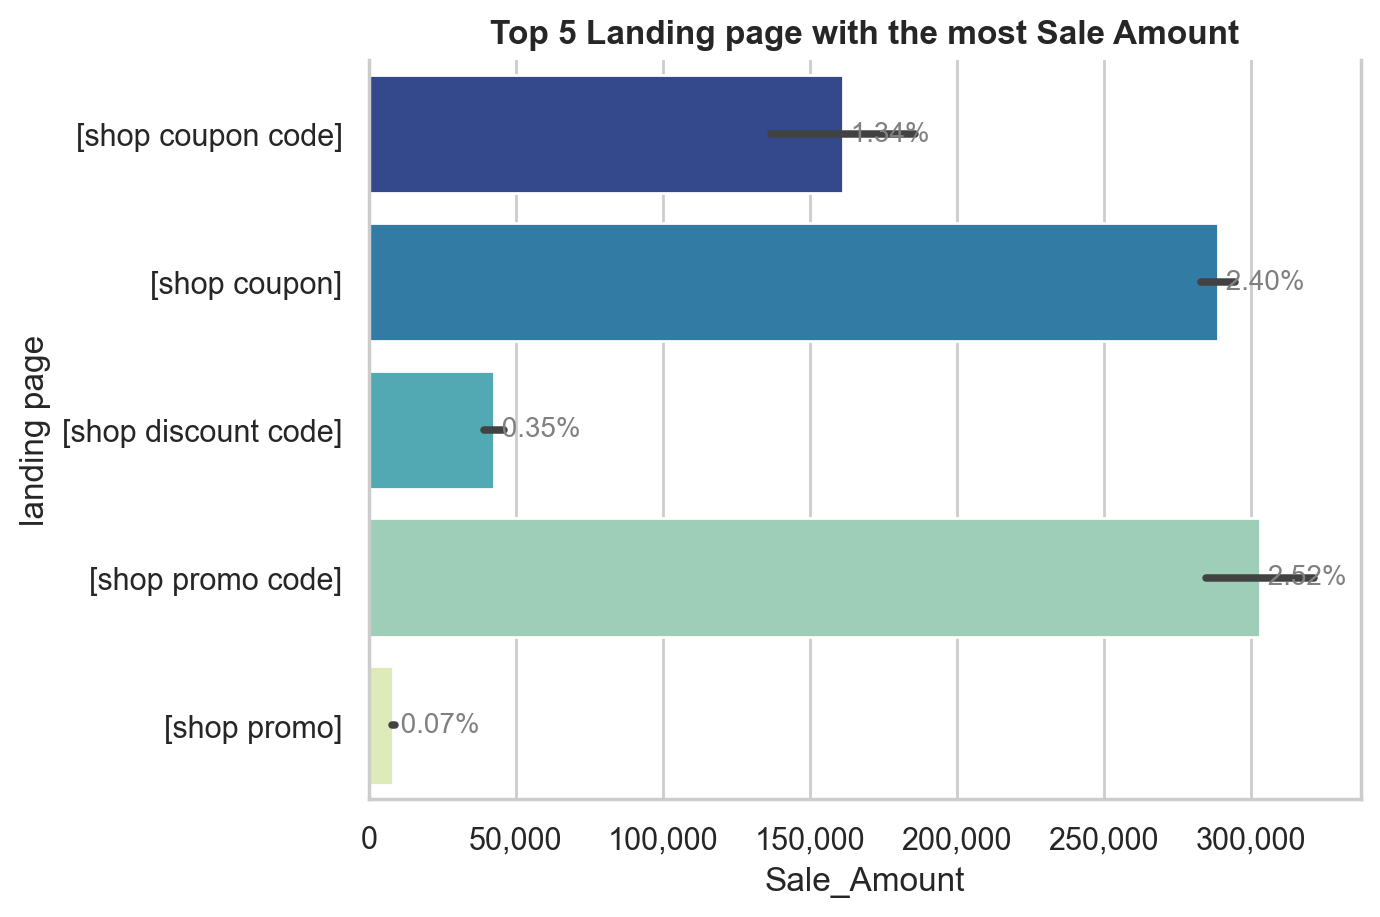 Top 5 Landing page with the most Sale Amount
landing page
[shop coupon code]
1.34%
[shop coupon]
2.40%
[shop discount code]
0.35%
[shop promo code]
2.52%
[shop promo]
0.07%
0 50,000 100,000 150,000 200,000 250,000 300,000
Sale_Amount